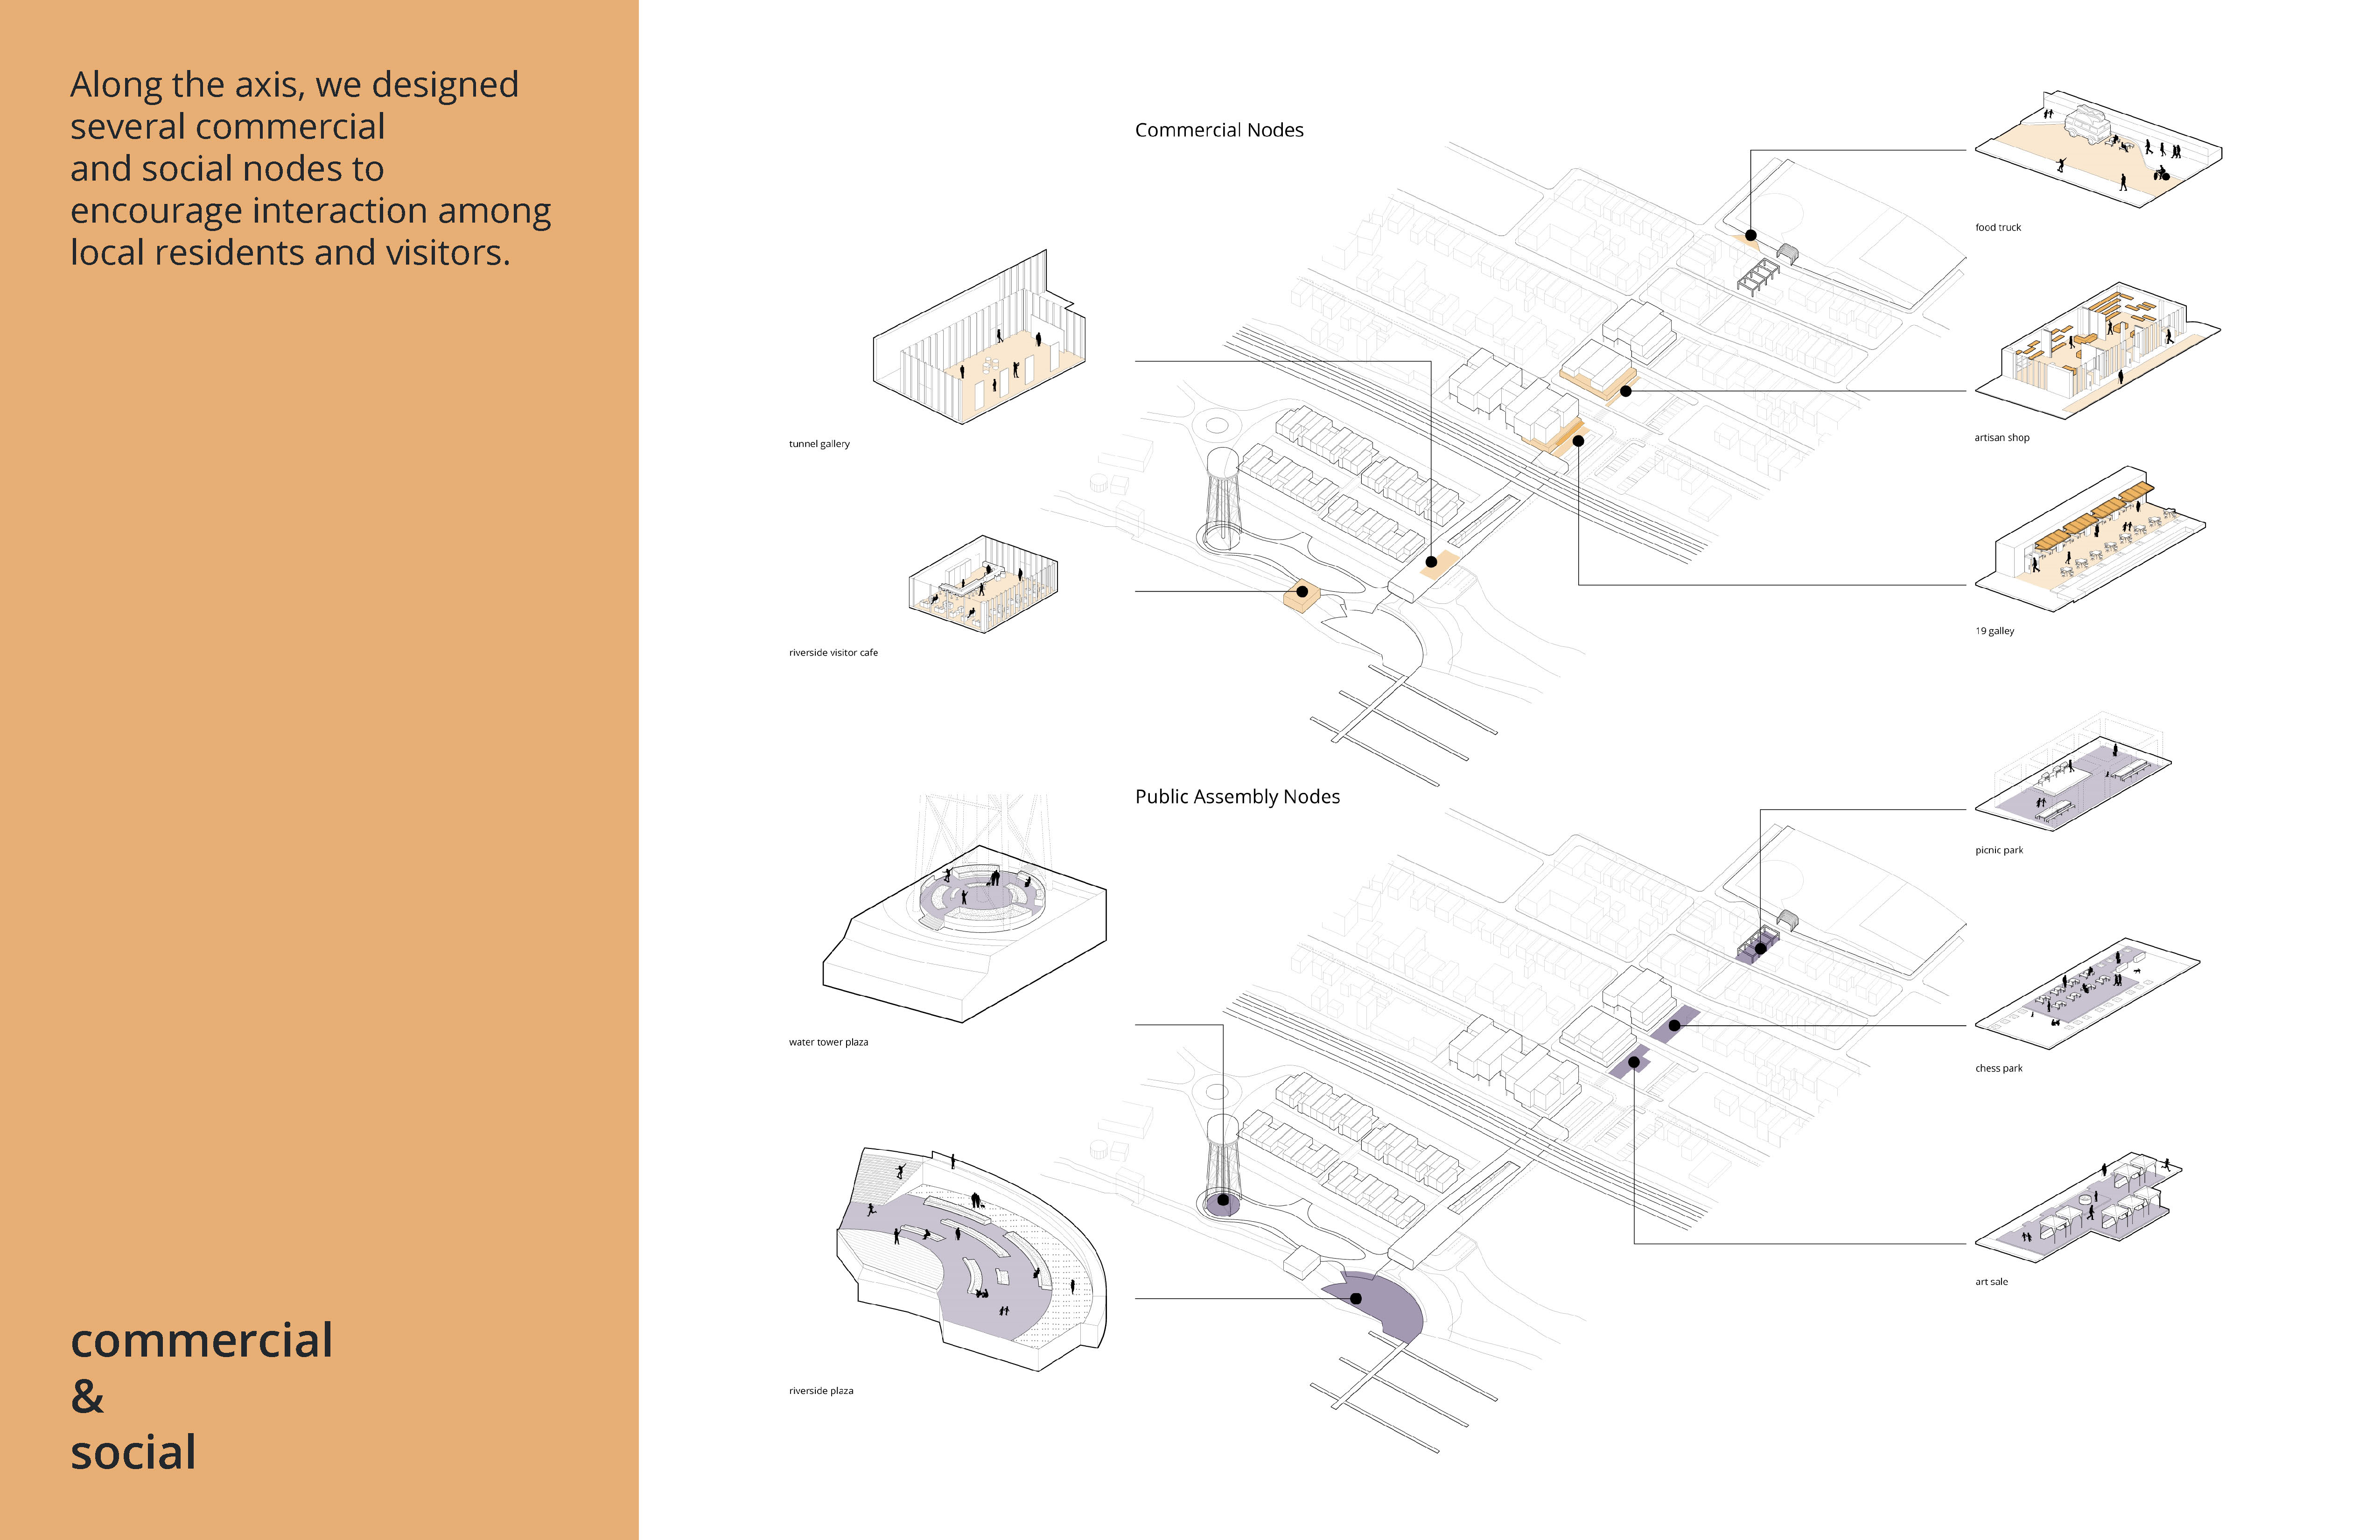 Along the axis, we designed
several commercial
and social nodes to
encourage interaction among
local residents and visitors.
commercial
&
social
Commercial Nodes
tunnel gallery
riverside visitor cafe
food truck
artisan shop
19 galley
Public Assembly Nodes
water tower plaza
riverside plaza
picnic park
chess park
art sale